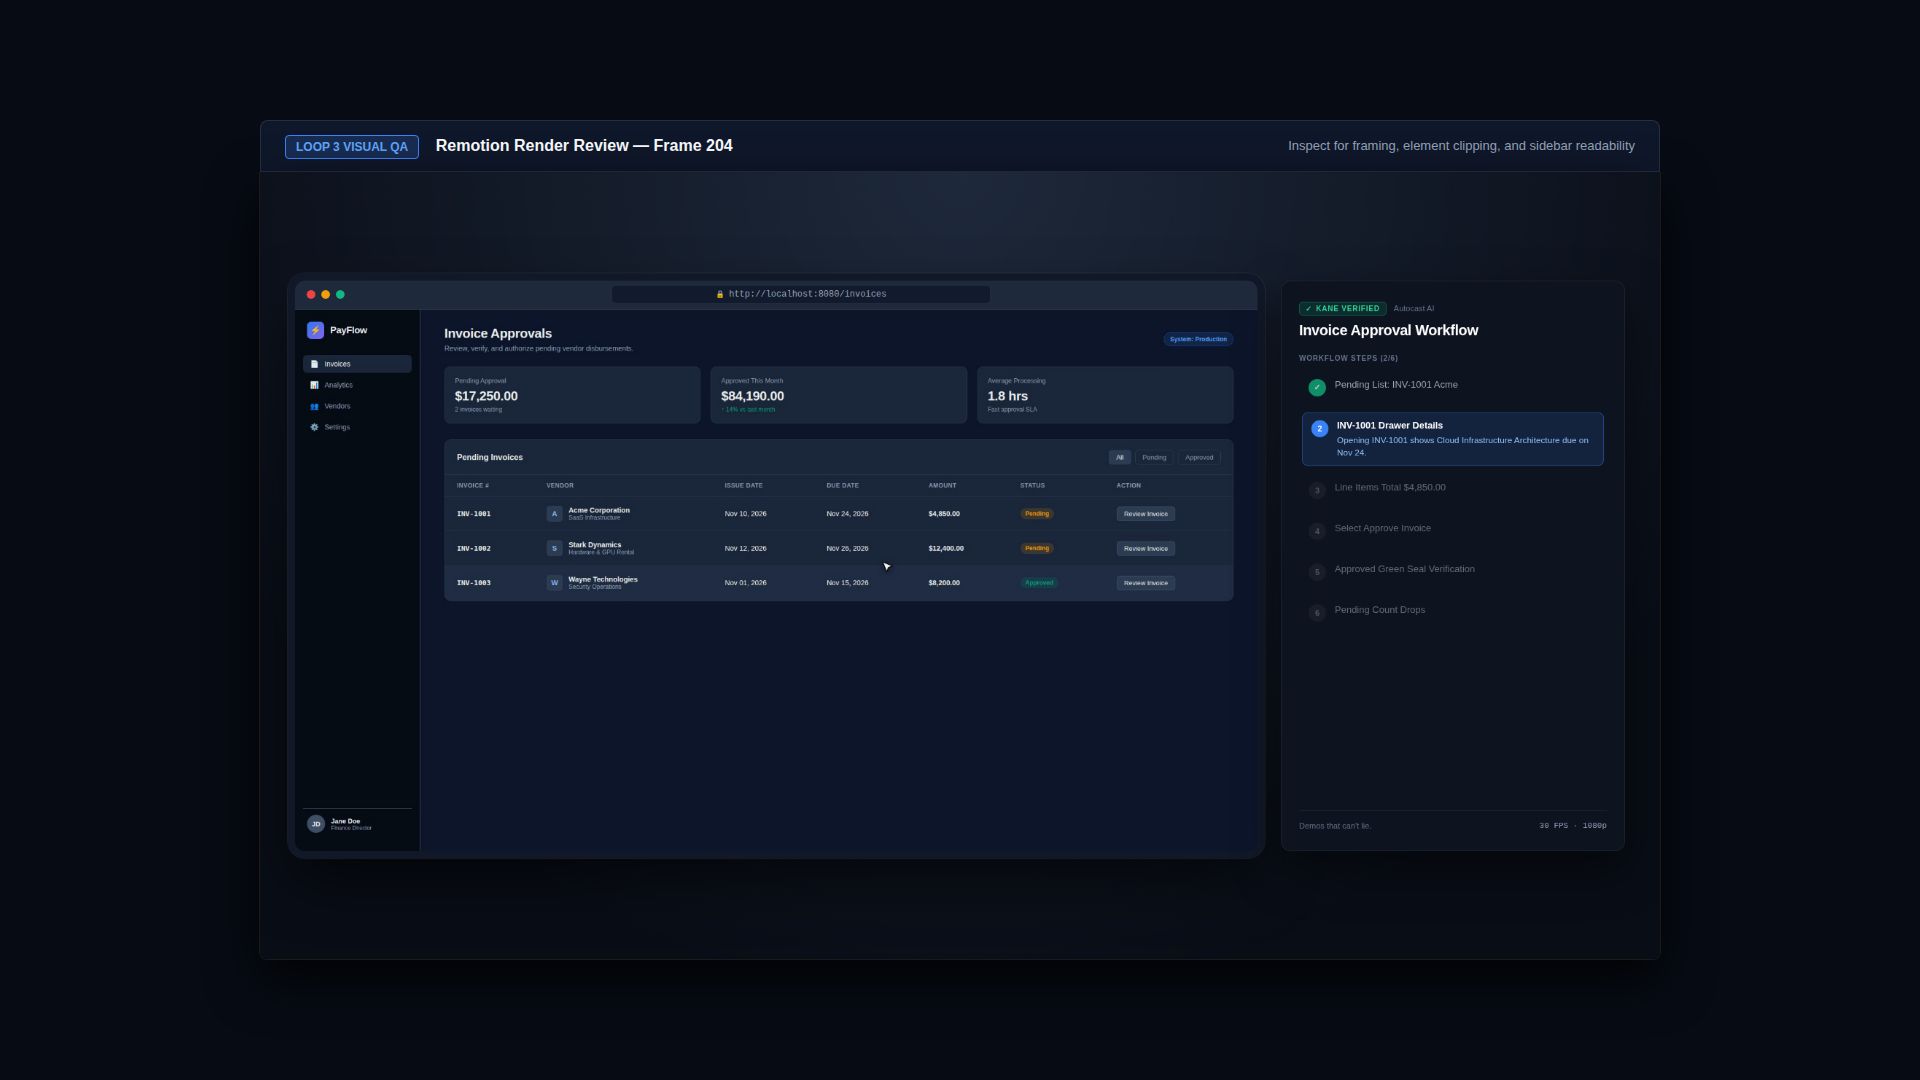 LOOP 3 VISUAL QA
Remotion Render Review — Frame 204
Inspect for framing, element clipping, and sidebar readability
http://localhost:8080/invoices
PayFlow
Invoices
Analytics
Vendors
Settings
JD
Jane Doe
Finance Director
Invoice Approvals
Review, verify, and authorize pending vendor disbursements.
System: Production
Pending Approval
$17,250.00
2 invoices waiting
Approved This Month
$84,190.00
↑ 14% vs last month
Average Processing
1.8 hrs
Fast approval SLA
Pending Invoices
All
Pending
Approved
INVOICE # VENDOR ISSUE DATE DUE DATE AMOUNT STATUS ACTION
INV-1001 A Acme Corporation Nov 10, 2026 Nov 24, 2026 $4,850.00 Pending Review Invoice
SaaS Infrastructure
INV-1002 S Stark Dynamics Nov 12, 2026 Nov 26, 2026 $12,400.00 Pending Review Invoice
Hardware & GPU Rental
INV-1003 W Wayne Technologies Nov 01, 2026 Nov 15, 2026 $8,200.00 Approved Review Invoice
Security Operations
✓ KANE VERIFIED
Autocast AI
Invoice Approval Workflow
WORKFLOW STEPS (2/6)
✓ Pending List: INV-1001 Acme
2 INV-1001 Drawer Details
Opening INV-1001 shows Cloud Infrastructure Architecture due on
Nov 24.
3 Line Items Total $4,850.00
4 Select Approve Invoice
5 Approved Green Seal Verification
6 Pending Count Drops
Demos that can't lie.
30 FPS · 1080p